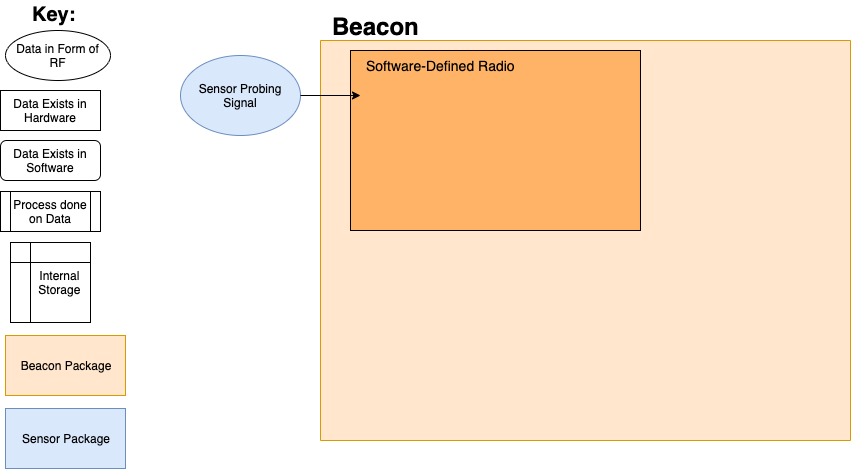 Key:
Data in Form of
RF
Data Exists in
Hardware
Data Exists in
Software
Process done
on Data
Internal
Storage
Beacon Package
Sensor Package
Sensor Probing
Signal
Beacon
Software-Defined Radio